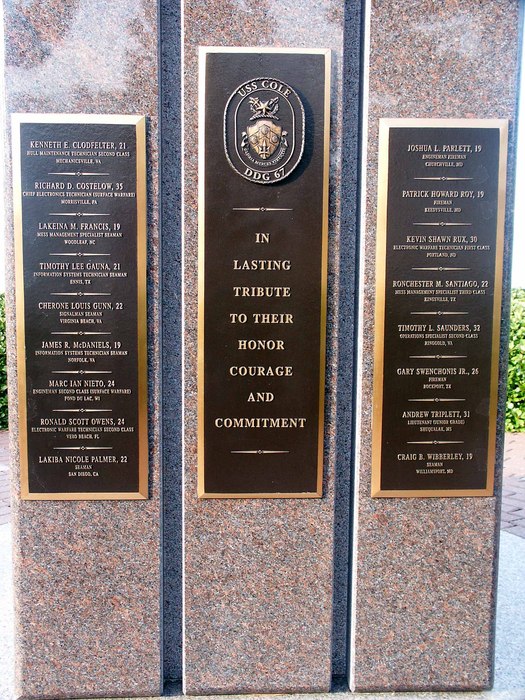 KENNETH E. CLODFELTER, 21
HULL MAINTENANCE TECHNICIAN SECOND CLASS
MECHANICSVILLE, VA
RICHARD D. COSTELOW, 35
CHIEF ELECTRONICS TECHNICIAN (SURFACE WARFARE)
MORRISVILLE, PA
LAKEINA M. FRANCIS, 19
MESS MANAGEMENT SPECIALIST SEAMAN
WOODLEAF, NC
TIMOTHY LEE GAUNA, 21
INFORMATION SYSTEMS TECHNICIAN SEAMAN
ENNIS, TX
CHERONE LOUIS GUNN, 22
SIGNALMAN SEAMAN
VIRGINIA BEACH, VA
JAMES R. McDANIELS, 19
INFORMATION SYSTEMS TECHNICIAN SEAMAN
NORFOLK, VA
MARC IAN NIETO, 24
ENGINEMAN SECOND CLASS (SURFACE WARFARE)
FOND DU LAC, WI
RONALD SCOTT OWENS, 24
ELECTRONIC WARFARE TECHNICIAN SECOND CLASS
VERO BEACH, FL
LAKIBA NICOLE PALMER, 22
SEAMAN
SAN DIEGO, CA
USS COLE
DDG 67
IN
LASTING
TRIBUTE
TO THEIR
HONOR
COURAGE
AND
COMMITMENT
JOSHUA L. PARLETT, 19
ENGINEMAN FIREMAN
CHURCHVILLE, MD
PATRICK HOWARD ROY, 19
FIREMAN
KEEDYSVILLE, MD
KEVIN SHAWN RUX, 30
ELECTRONIC WARFARE TECHNICIAN FIRST CLASS
PORTLAND, ND
RONCHESTER M. SANTIAGO, 22
MESS MANAGEMENT SPECIALIST THIRD CLASS
KINGSVILLE, TX
TIMOTHY L. SAUNDERS, 32
OPERATIONS SPECIALIST SECOND CLASS
RINGGOLD, VA
GARY SWENCHONIS JR., 26
FIREMAN
ROCKPORT, TX
ANDREW TRIPLETT, 31
LIEUTENANT (JUNIOR GRADE)
SHUQUALAK, MS
CRAIG B. WIBBERLEY, 19
SEAMAN
WILLIAMSPORT, MD